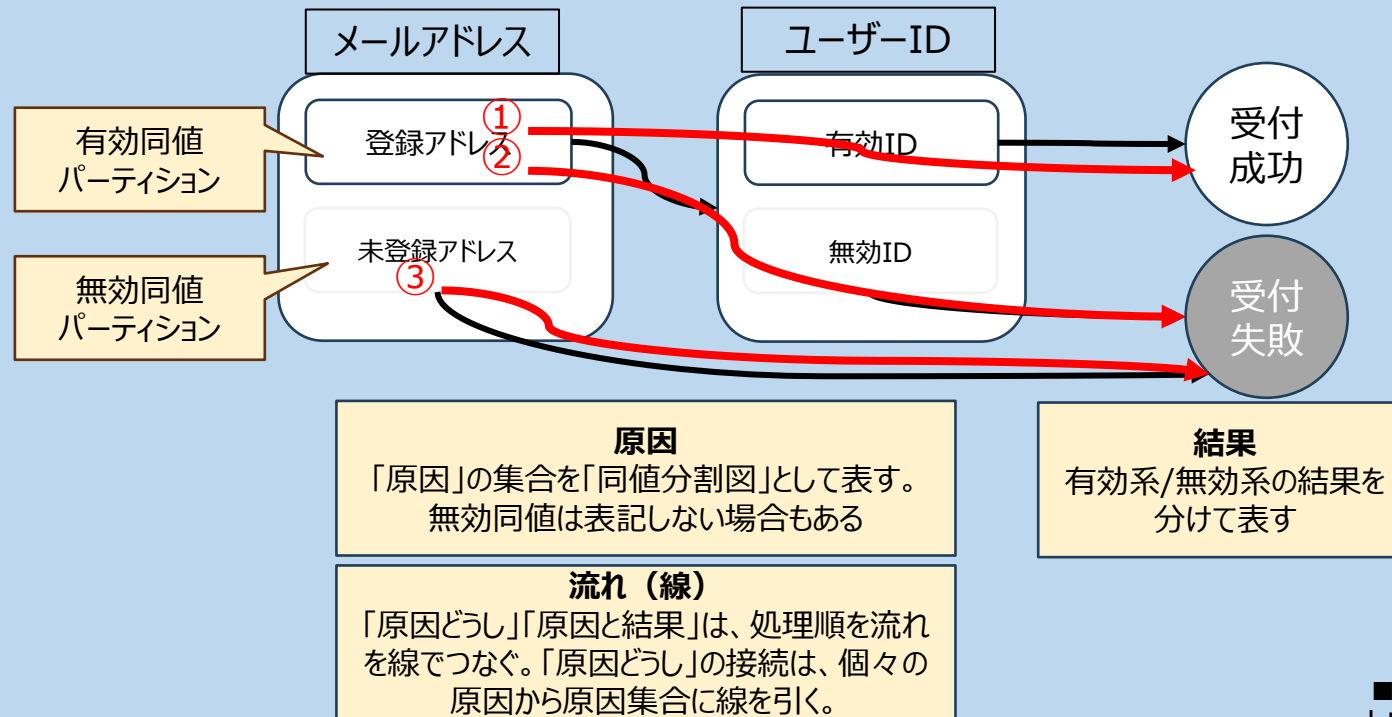 メールアドレス
ユーザーID
有効同値
パーティション
登録アドレス
①
②
有効ID
受付
成功
無効同値
パーティション
未登録アドレス
③
無効ID
受付
失敗
原因
「原因」の集合を「同値分割図」として表す。
無効同値は表記しない場合もある
結果
有効系/無効系の結果を
分けて表す
流れ（線）
「原因どうし」「原因と結果」は、処理順を流れ
を線でつなぐ。「原因どうし」の接続は、個々の
原因から原因集合に線を引く。